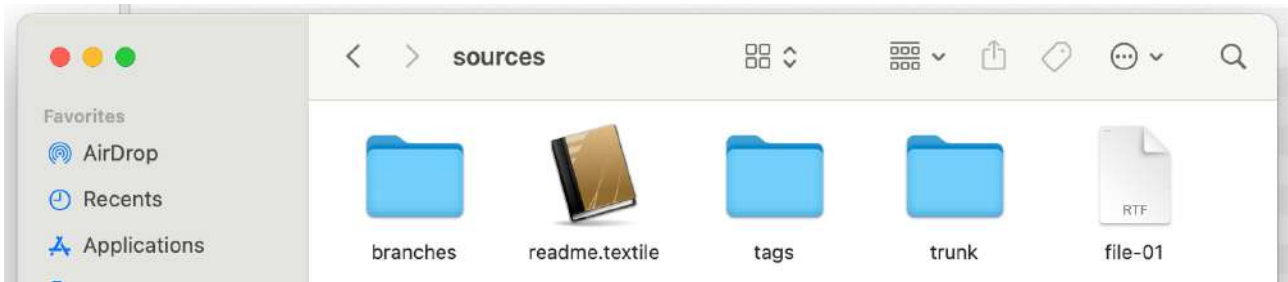 sources
Favorites
AirDrop
Recents
Applications
RTF
branches
readme.textile
tags
trunk
file-01